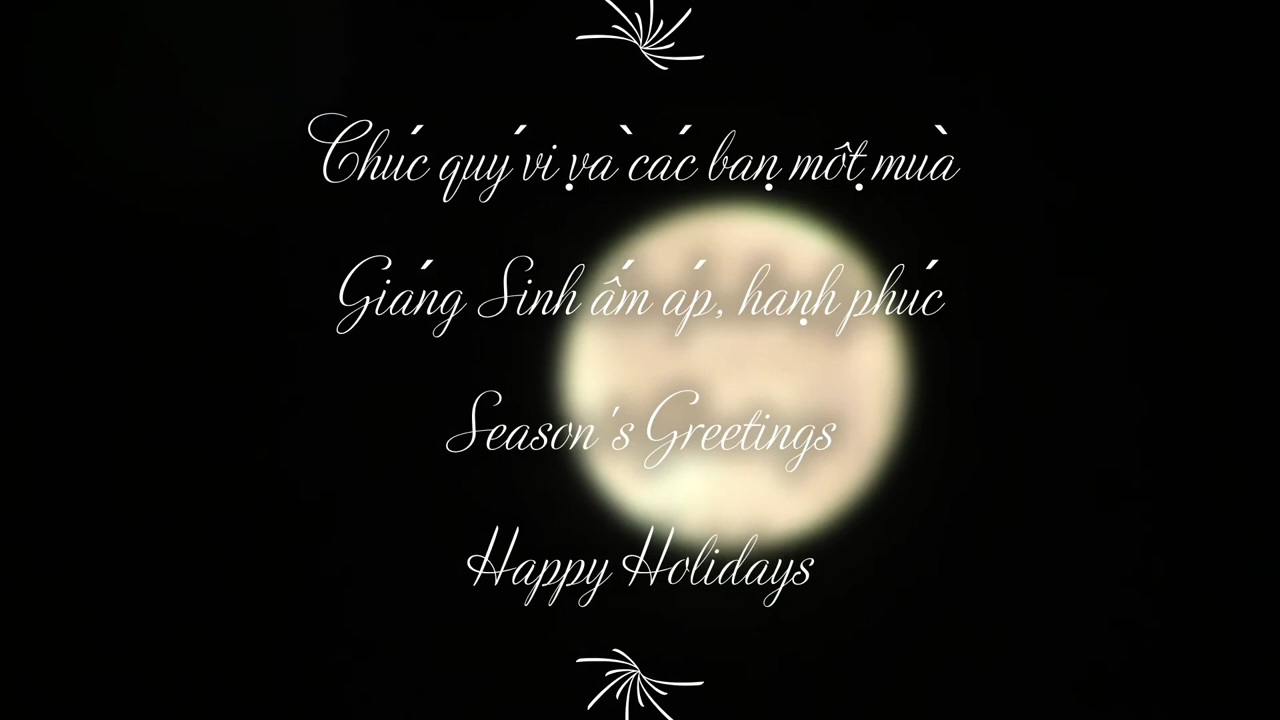 Chúc quý vị và các bạn một mùa
Giáng Sinh ấm áp, hạnh phúc
Season's Greetings
Happy Holidays